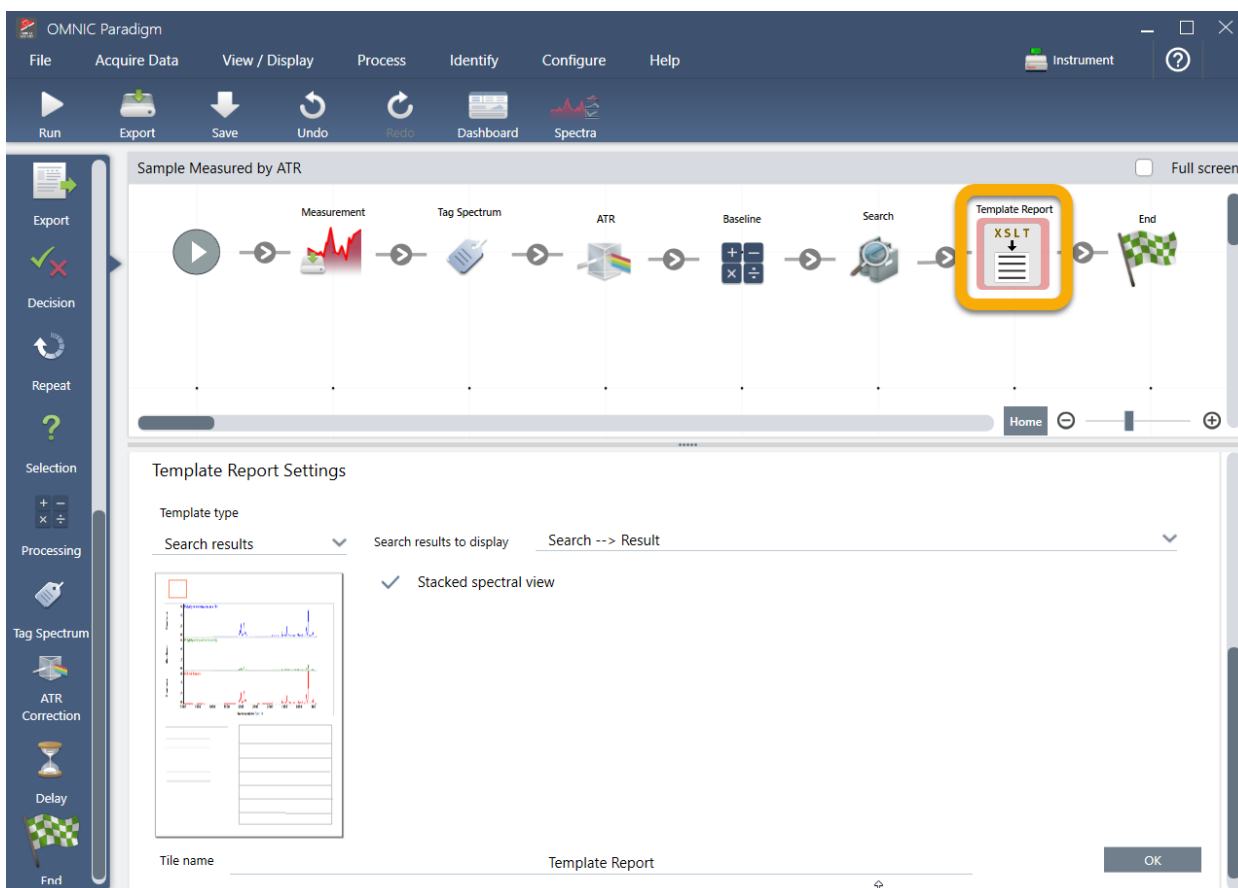 OMNIC Paradigm
File Acquire Data View / Display Process Identify Configure Help Instrument
Run Export Save Undo Redo Dashboard Spectra
Sample Measured by ATR Full screen
Export
Decision
Repeat
Selection
Processing
Tag Spectrum
ATR
Correction
Delay
End
Measurement Tag Spectrum ATR Baseline Search Template Report End
XSLT
Home
Template Report Settings
Template type
Search results Search results to display Search --> Result
Stacked spectral view
Tile name Template Report OK